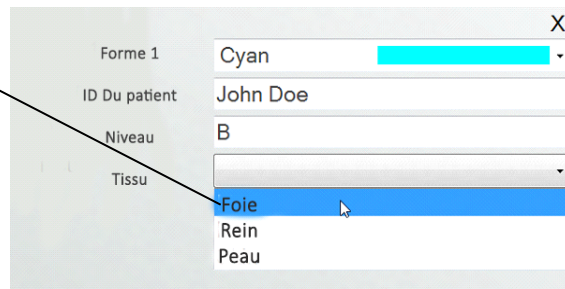 X
Forme 1 Cyan
ID Du patient John Doe
Niveau B
Tissu
Foie
Rein
Peau